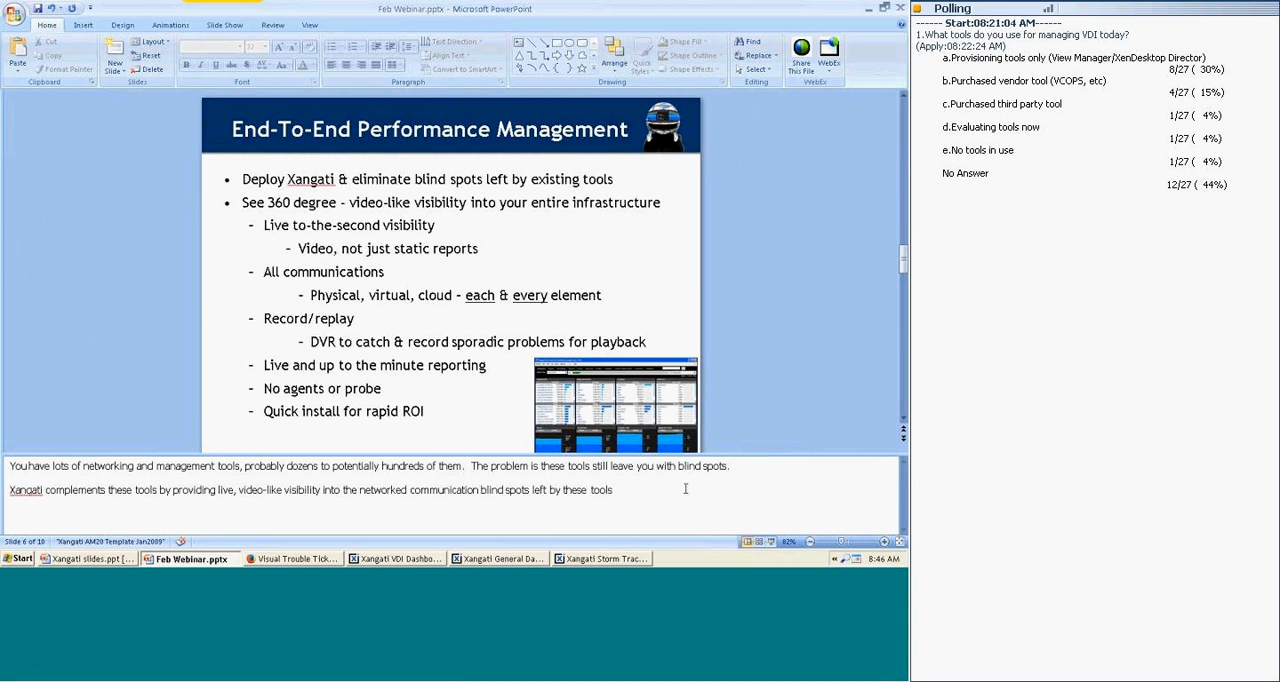 Feb Webinar.pptx - Microsoft PowerPoint
Home Insert Design Animations Slide Show Review View
Paste
Cut
Copy
Format Painter
Clipboard
New Slide
Layout
Reset
Delete
Slides
B I U abc S AV Aa A
Font
Text Direction
Align Text
Convert to SmartArt
Paragraph
Arrange
Quick Styles
Shape Fill
Shape Outline
Shape Effects
Drawing
Find
Replace
Select
Editing
Share This File
WebEx
WebEx
End-To-End Performance Management
• Deploy Xangati & eliminate blind spots left by existing tools
• See 360 degree - video-like visibility into your entire infrastructure
- Live to-the-second visibility
- Video, not just static reports
- All communications
- Physical, virtual, cloud - each & every element
- Record/replay
- DVR to catch & record sporadic problems for playback
- Live and up to the minute reporting
- No agents or probe
- Quick install for rapid ROI
You have lots of networking and management tools, probably dozens to potentially hundreds of them. The problem is these tools still leave you with blind spots.
Xangati complements these tools by providing live, video-like visibility into the networked communication blind spots left by these tools
Slide 6 of 10 "Xangati AM20 Template Jan2009" 82%
Start Xangati slides.ppt [... Feb Webinar.pptx Visual Trouble Tick... Xangati VDI Dashbo... Xangati General Da... Xangati Storm Trac... 8:46 AM
Polling
------ Start:08:21:04 AM------
1.What tools do you use for managing VDI today?
(Apply:08:22:24 AM)
a.Provisioning tools only (View Manager/XenDesktop Director)
8/27 ( 30%)
b.Purchased vendor tool (VCOPS, etc)
4/27 ( 15%)
c.Purchased third party tool
1/27 ( 4%)
d.Evaluating tools now
1/27 ( 4%)
e.No tools in use
1/27 ( 4%)
No Answer
12/27 ( 44%)